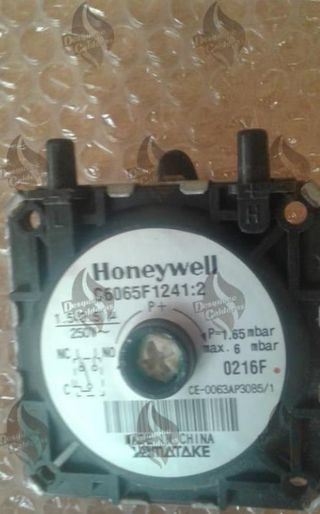 L
H
Honeywell
C6065F1241:2
P+
250V~
△P=1.65 mbar
max. 6 mbar
NC
NO
C
0216F
CE-0063AP3085/1
MADE IN CHINA
YAMATAKE